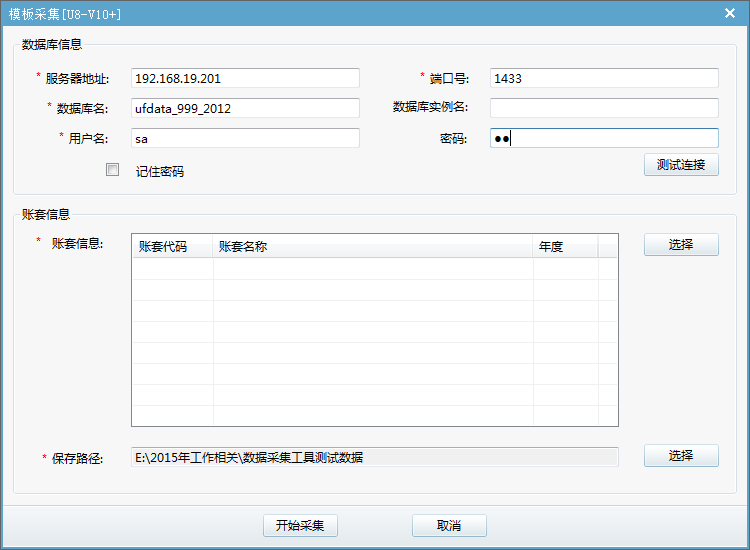 模板采集[U8-V10+]
数据库信息
* 服务器地址: 192.168.19.201 * 端口号: 1433
* 数据库名: ufdata_999_2012 数据库实例名:
* 用户名: sa 密码: ●●
记住密码 测试连接
账套信息
* 账套信息: 账套代码 账套名称 年度 选择
* 保存路径: E:\2015年工作相关\数据采集工具测试数据 选择
开始采集 取消